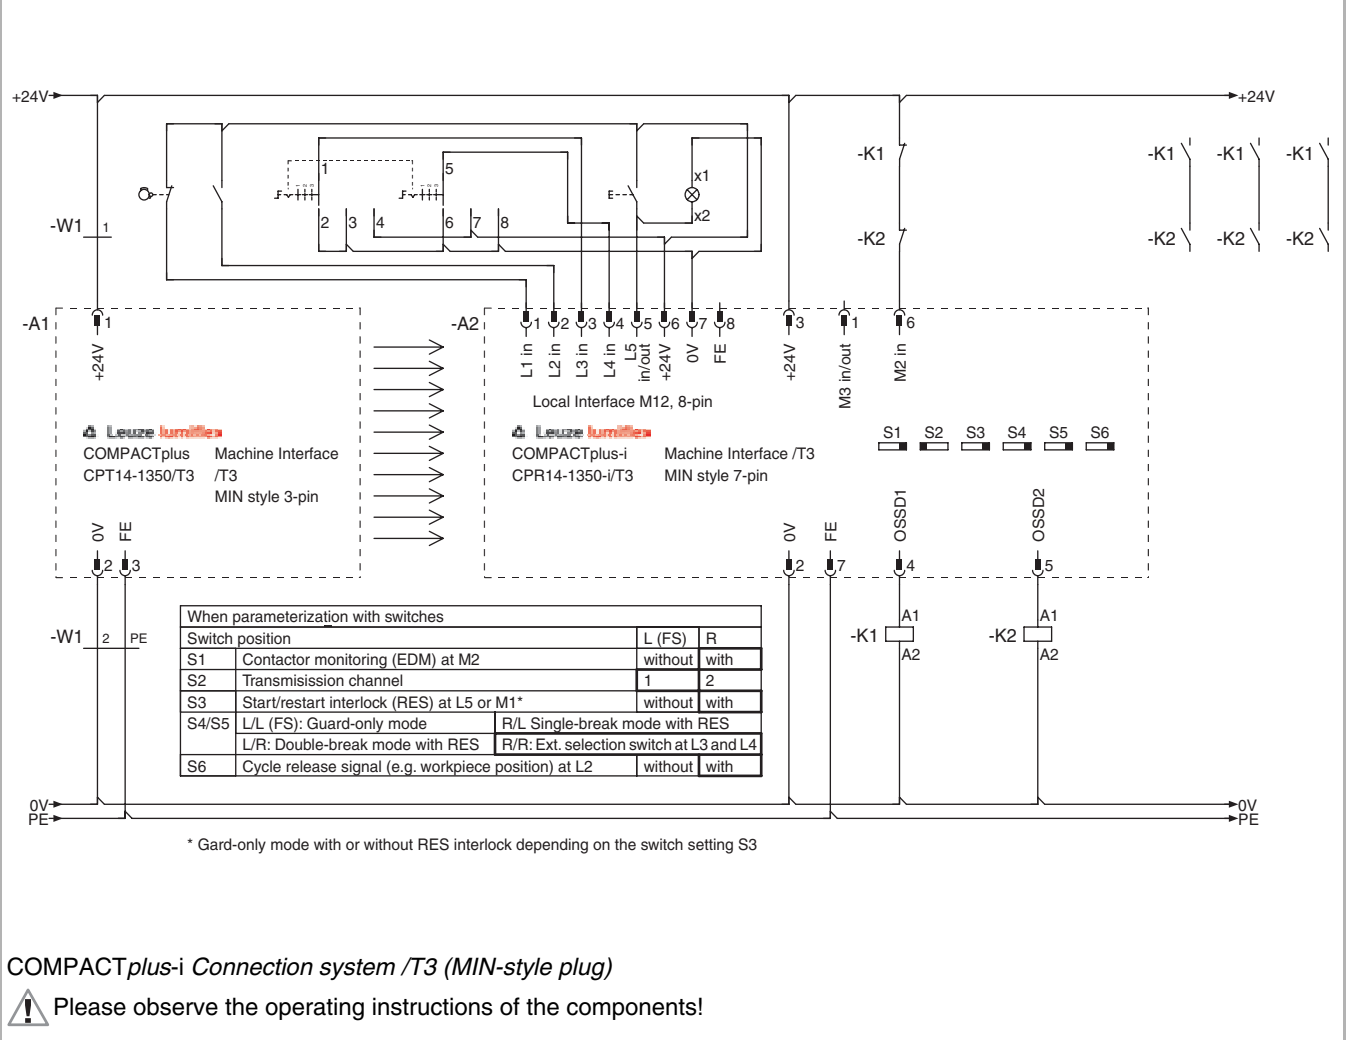 +24V +24V
-K1 -K1 -K1 -K1
1 5 x1
-W1 1 2 3 4 6 7 8 x2
-K2 -K2 -K2 -K2
-A1 1 -A2 1 2 3 4 5 6 7 8 3 1 6
+24V L1 in L2 in L3 in L4 in L5 in/out +24V 0V FE +24V M3 in/out M2 in
Local Interface M12, 8-pin
Leuze lumiflex Leuze lumiflex S1 S2 S3 S4 S5 S6
COMPACTplus Machine Interface COMPACTplus-i Machine Interface /T3
CPT14-1350/T3 /T3 CPR14-1350-i/T3 MIN style 7-pin
MIN style 3-pin
0V FE 0V FE OSSD1 OSSD2
2 3 2 7 4 5
When parameterization with switches
Switch position L (FS) R
S1 Contactor monitoring (EDM) at M2 without with
S2 Transmisission channel 1 2
S3 Start/restart interlock (RES) at L5 or M1* without with
S4/S5 L/L (FS): Guard-only mode R/L Single-break mode with RES
L/R: Double-break mode with RES R/R: Ext. selection switch at L3 and L4
S6 Cycle release signal (e.g. workpiece position) at L2 without with
-W1 2 PE
A1 A1
-K1 -K2
A2 A2
0V 0V
PE PE
* Gard-only mode with or without RES interlock depending on the switch setting S3
COMPACTplus-i Connection system /T3 (MIN-style plug)
Please observe the operating instructions of the components!